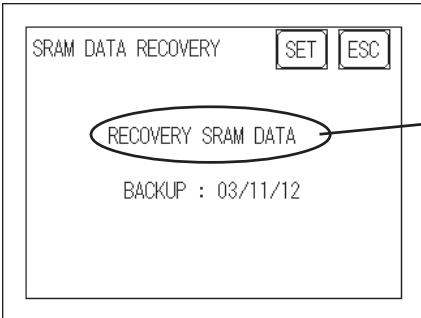 SRAM DATA RECOVERY SET ESC
RECOVERY SRAM DATA
BACKUP : 03/11/12